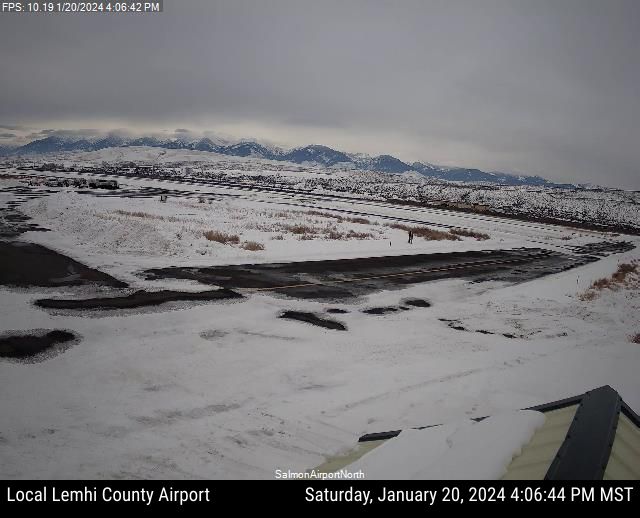 FPS: 10.19 1/20/2024 4:06:42 PM
SalmonAirportNorth
Local Lemhi County Airport Saturday, January 20, 2024 4:06:44 PM MST